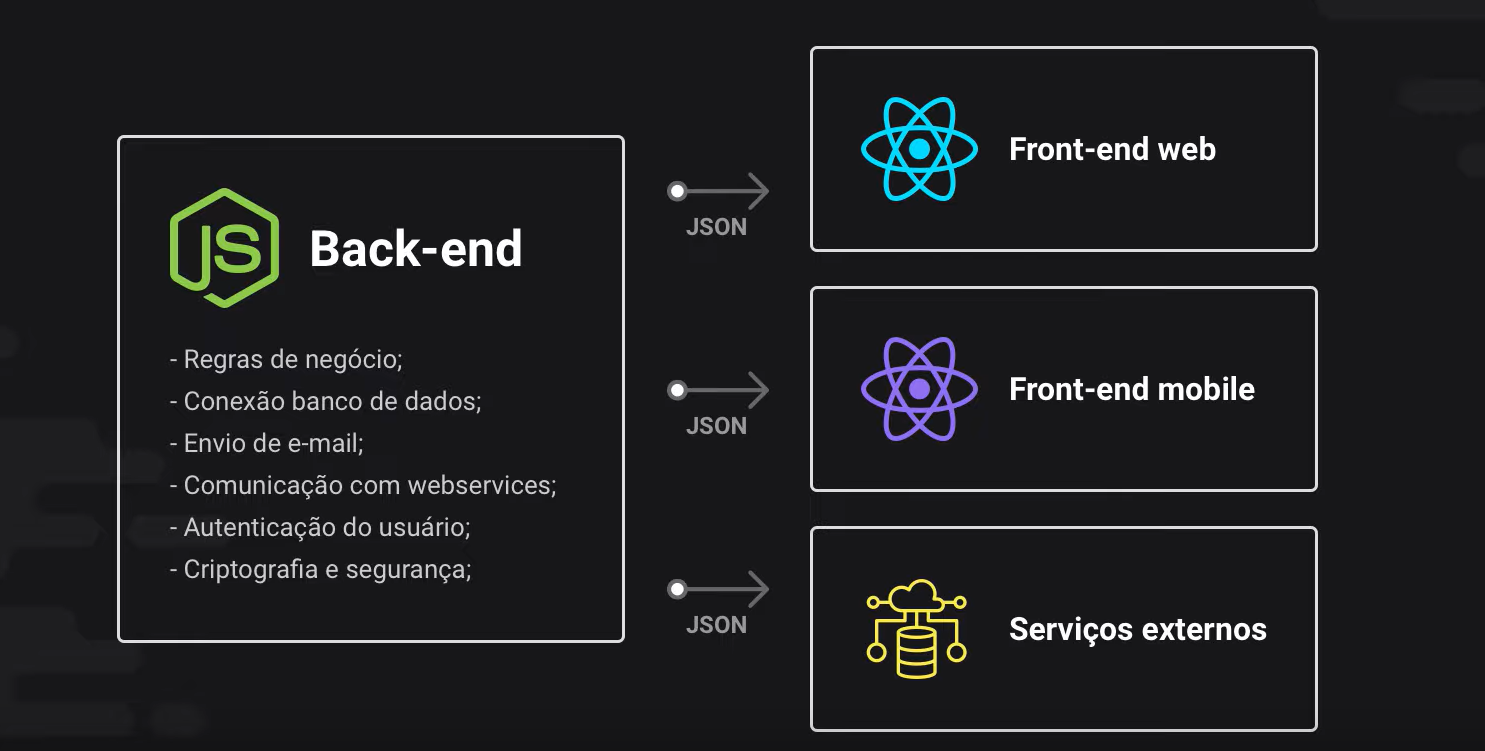 JS
Back-end
- Regras de negócio;
- Conexão banco de dados;
- Envio de e-mail;
- Comunicação com webservices;
- Autenticação do usuário;
- Criptografia e segurança;
JSON
Front-end web
JSON
Front-end mobile
JSON
Serviços externos